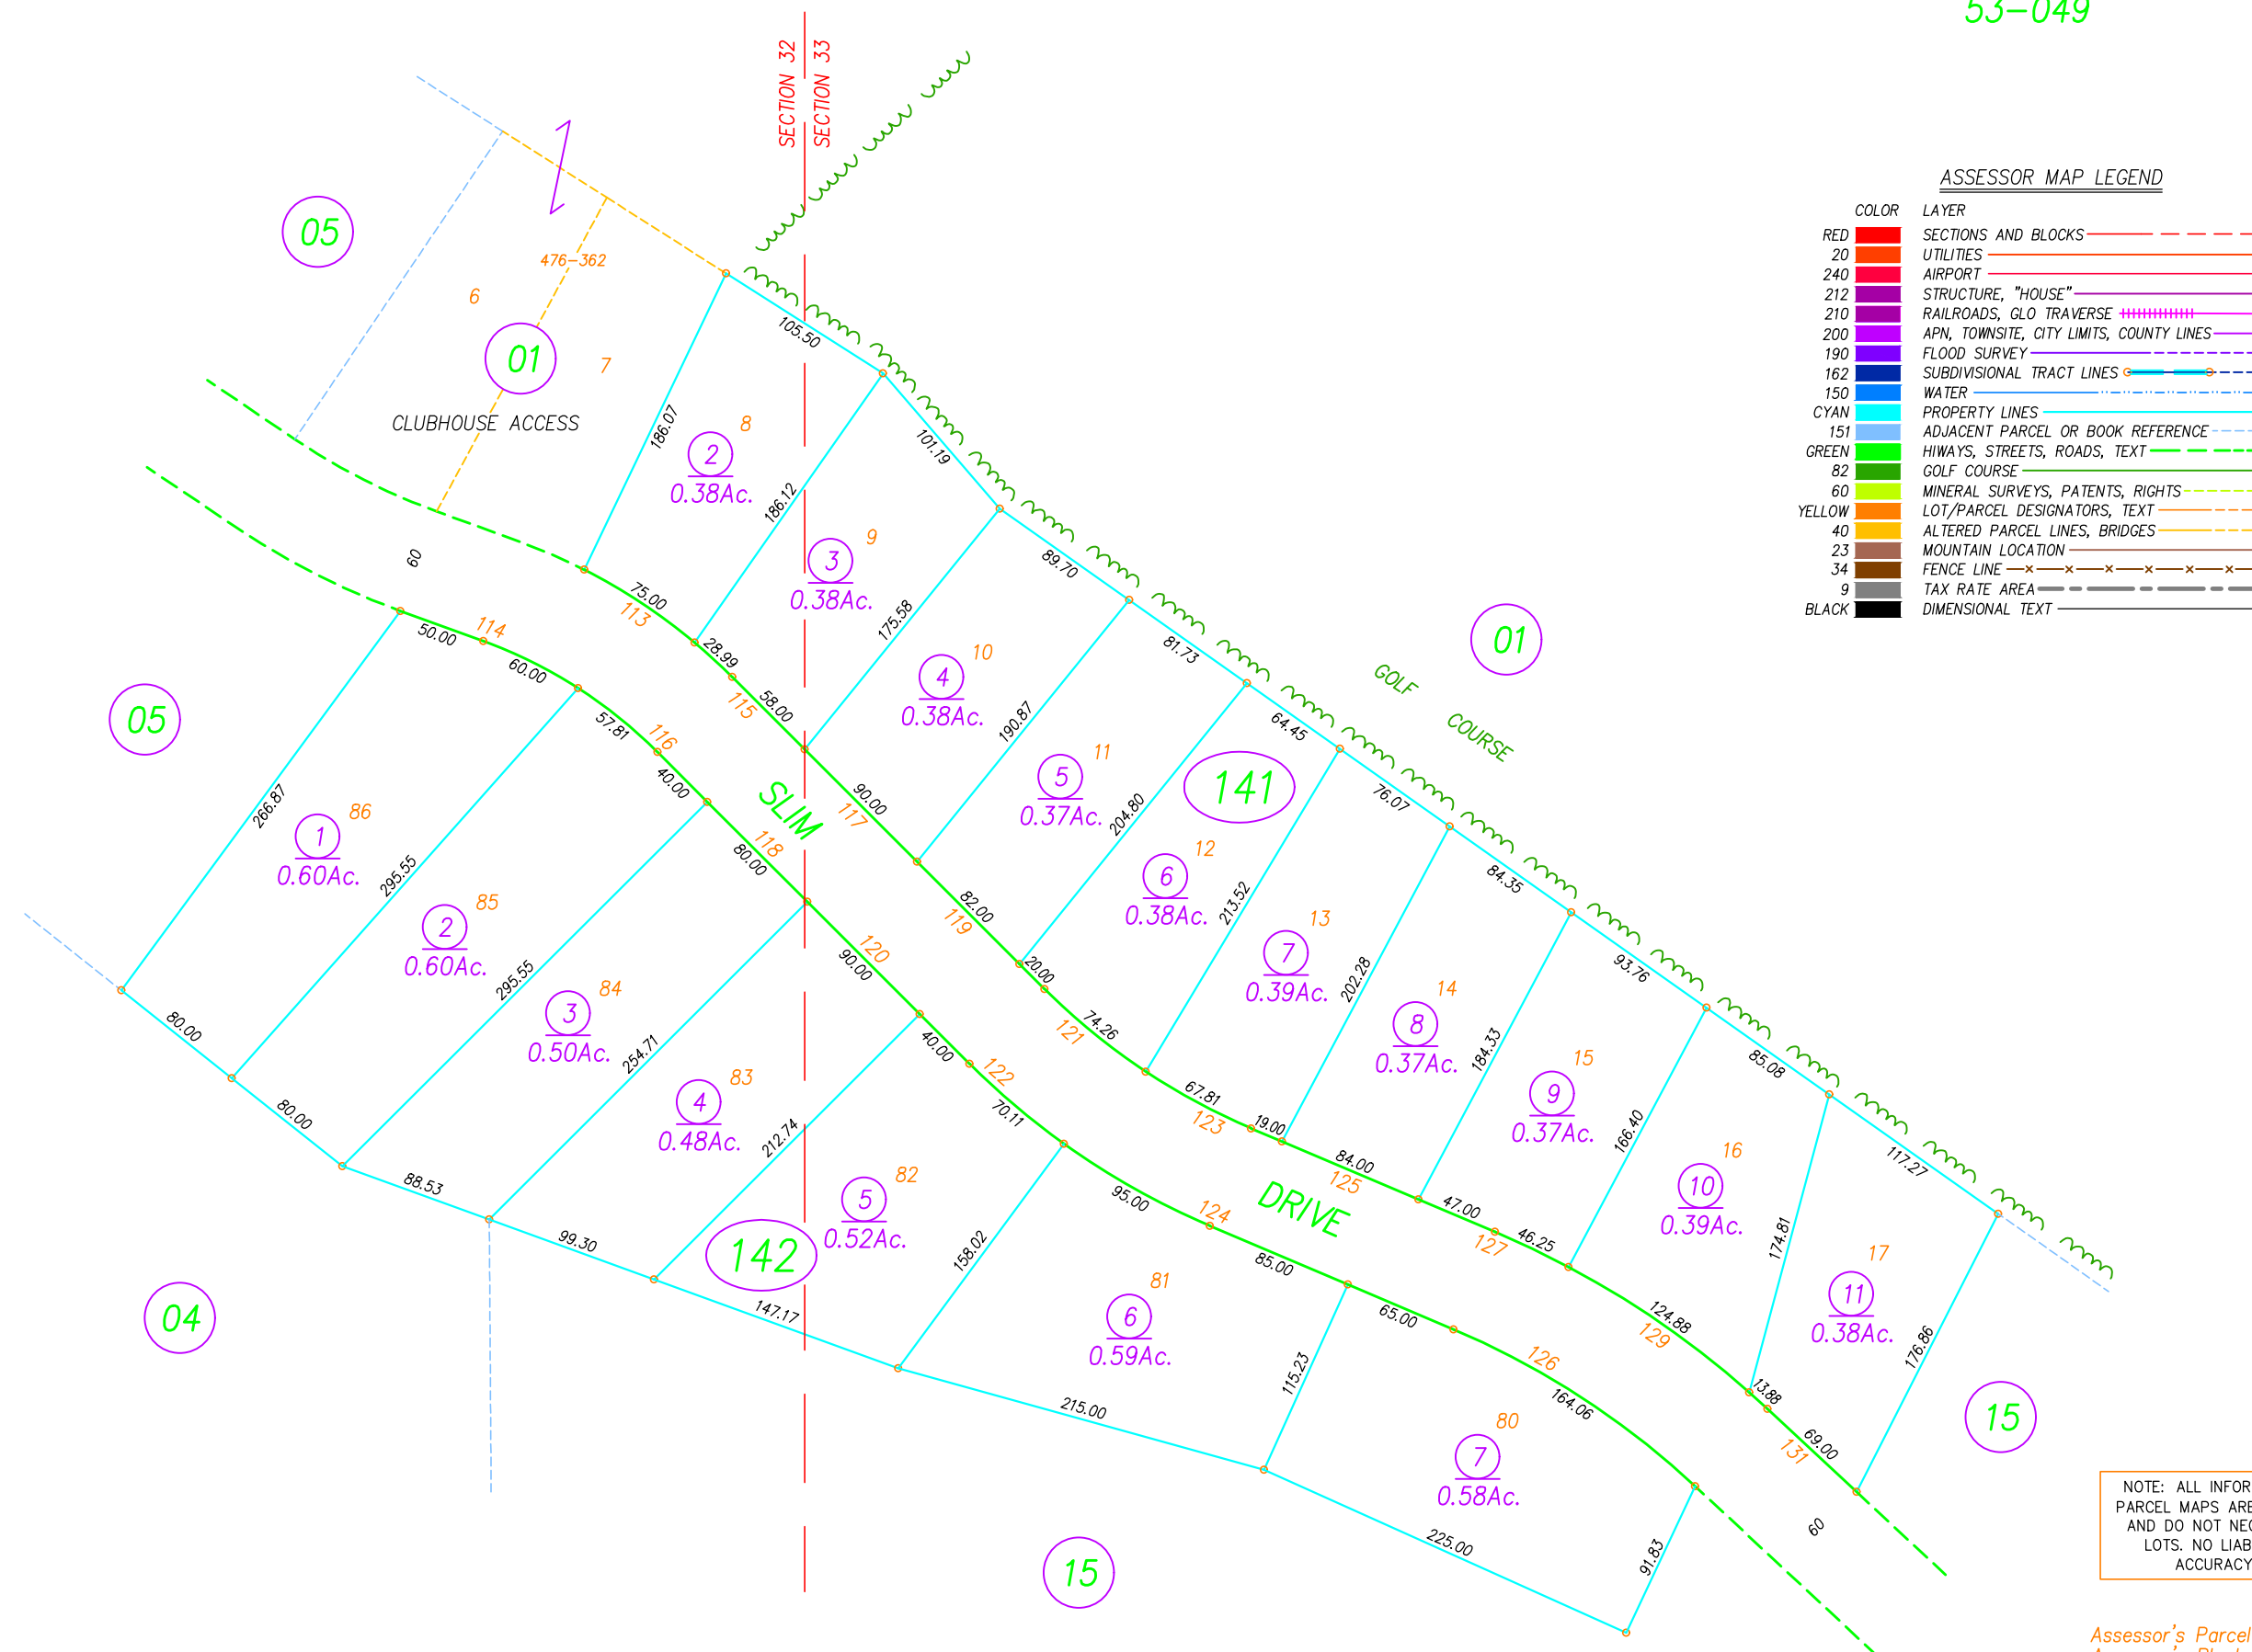 53-049
SECTION 32
SECTION 33
ASSESSOR MAP LEGEND
COLOR LAYER
RED SECTIONS AND BLOCKS
20 UTILITIES
240 AIRPORT
212 STRUCTURE, "HOUSE"
210 RAILROADS, GLO TRAVERSE
200 APN, TOWNSITE, CITY LIMITS, COUNTY LINES
190 FLOOD SURVEY
162 SUBDIVISIONAL TRACT LINES
150 WATER
CYAN PROPERTY LINES
151 ADJACENT PARCEL OR BOOK REFERENCE
GREEN HIWAYS, STREETS, ROADS, TEXT
82 GOLF COURSE
60 MINERAL SURVEYS, PATENTS, RIGHTS
YELLOW LOT/PARCEL DESIGNATORS, TEXT
40 ALTERED PARCEL LINES, BRIDGES
23 MOUNTAIN LOCATION
34 FENCE LINE
9 TAX RATE AREA
BLACK DIMENSIONAL TEXT
05
476-362
6
01
7
CLUBHOUSE ACCESS
60
105.50
186.07
8
2
0.38Ac.
75.00
113
101.19
186.12
9
3
0.38Ac.
28.99
115
58.00
89.70
175.58
10
4
0.38Ac.
90.00
117
81.73
190.87
11
5
0.37Ac.
82.00
119
64.45
204.80
141
12
6
0.38Ac.
20.00
74.26
121
76.07
213.52
13
7
0.39Ac.
67.81
123
19.00
84.35
202.28
14
8
0.37Ac.
84.00
125
93.76
184.33
15
9
0.37Ac.
47.00
127
46.25
85.08
166.40
16
10
0.39Ac.
124.88
129
117.27
174.81
17
11
0.38Ac.
13.88
69.00
131
176.86
GOLF
COURSE
01
SLIM
DRIVE
05
50.00
114
60.00
266.87
86
1
0.60Ac.
80.00
57.81
116
40.00
295.55
85
2
0.60Ac.
80.00
118
80.00
295.55
84
3
0.50Ac.
88.53
120
90.00
254.71
83
4
0.48Ac.
99.30
40.00
122
70.11
212.74
82
5
0.52Ac.
142
147.17
95.00
124
85.00
158.02
81
6
0.59Ac.
215.00
65.00
126
164.06
115.23
80
7
0.58Ac.
225.00
91.83
60
04
15
15
NOTE: ALL INFOR
PARCEL MAPS ARE
AND DO NOT NEC
LOTS. NO LIAB
ACCURACY
Assessor's Parcel